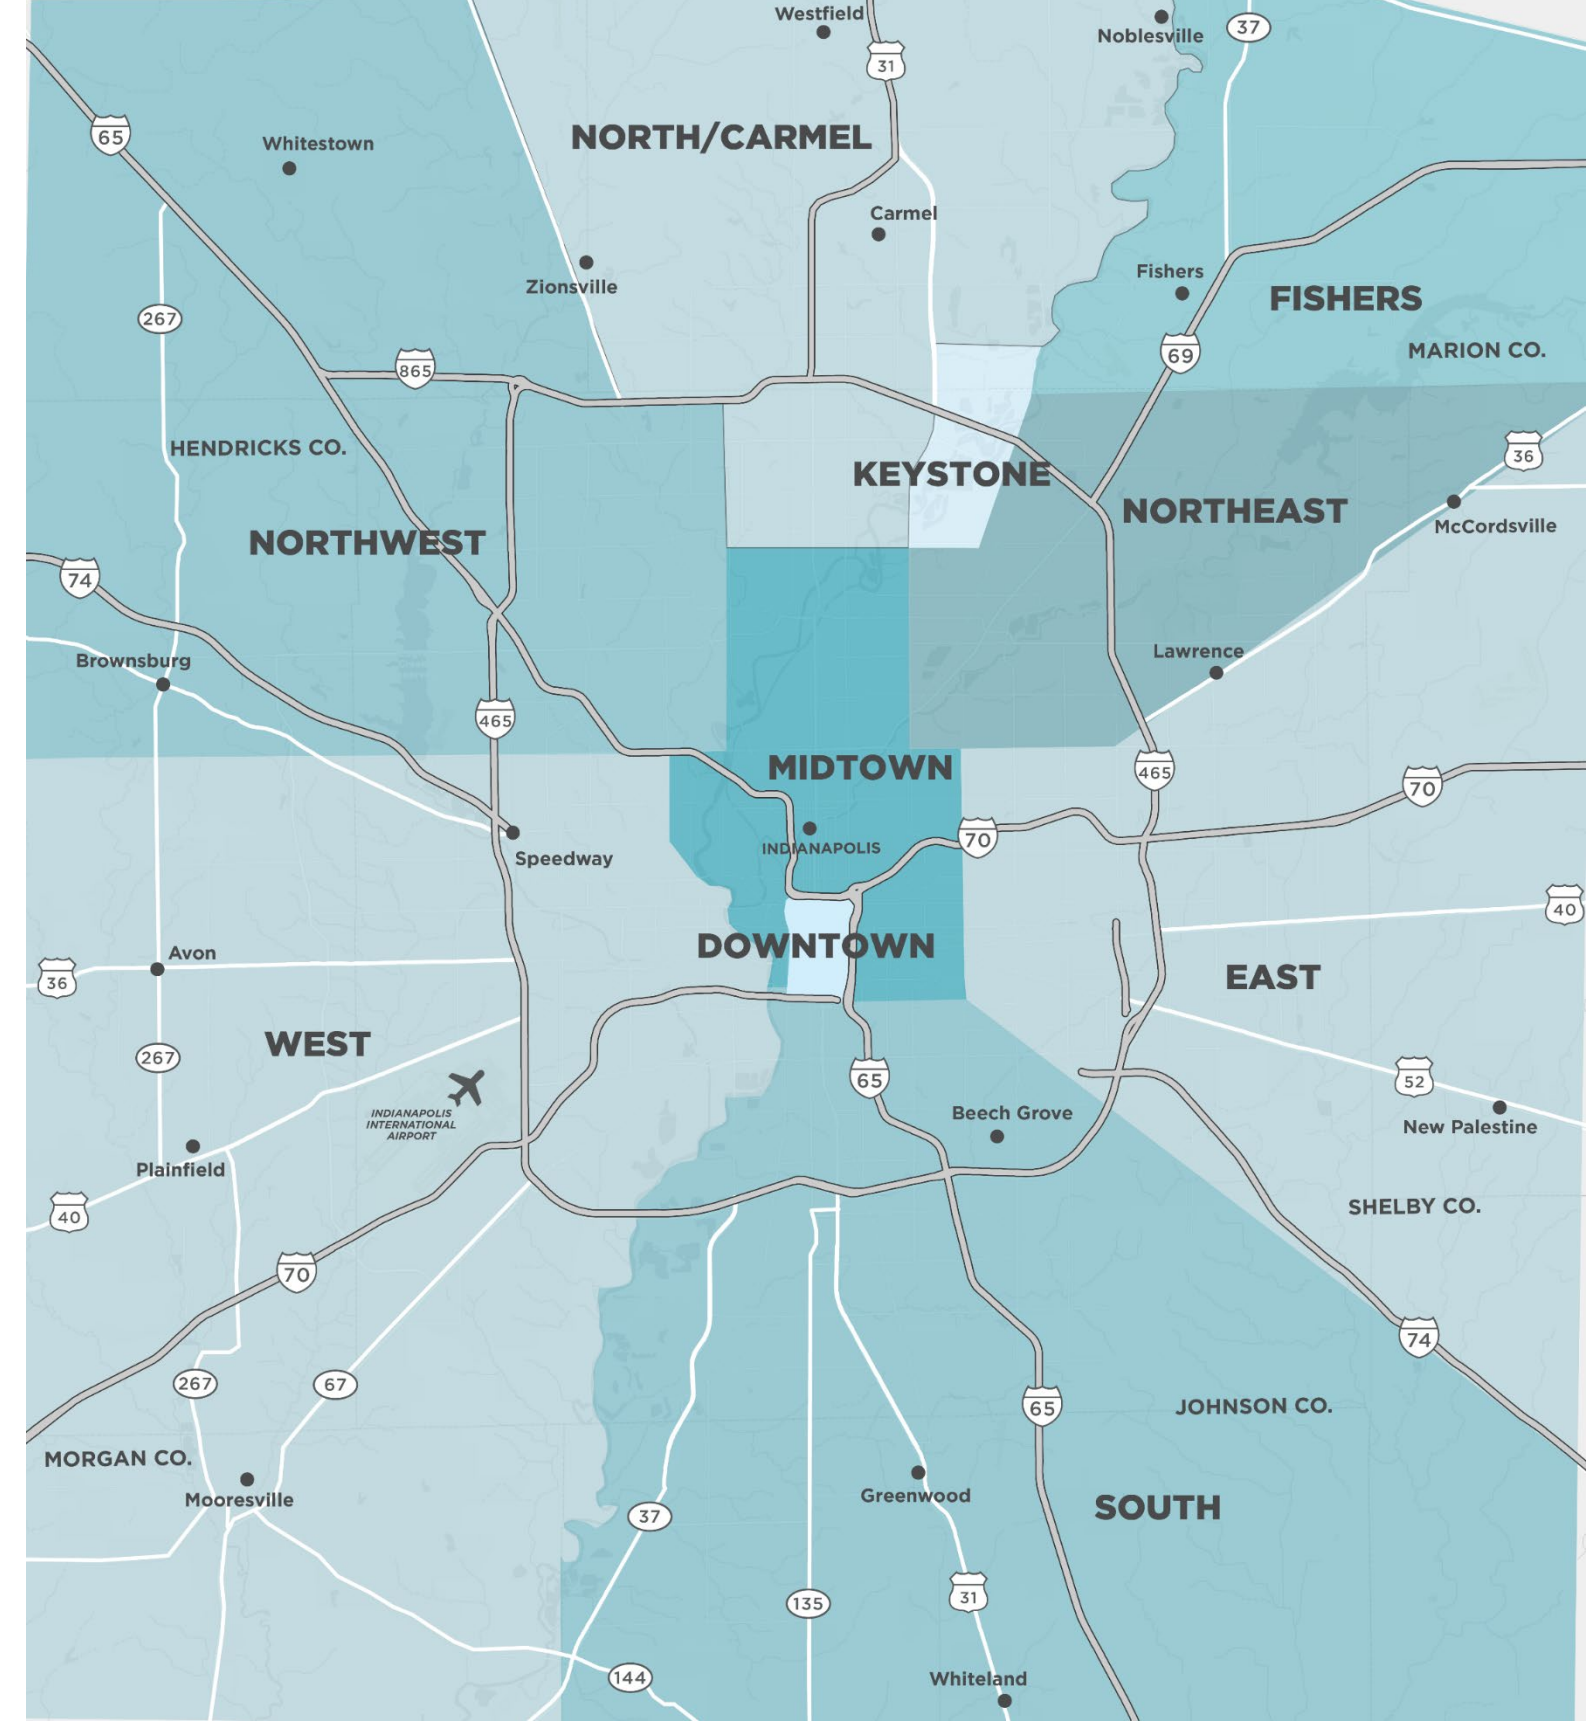 Westfield
Noblesville
37
31
65
Whitestown
NORTH/CARMEL
Carmel
Zionsville
Fishers
FISHERS
267
MARION CO.
69
865
HENDRICKS CO.
36
KEYSTONE
NORTHEAST
McCordsville
NORTHWEST
74
Brownsburg
Lawrence
465
MIDTOWN
465
70
INDIANAPOLIS
70
Speedway
40
DOWNTOWN
Avon
36
EAST
WEST
267
65
52
INDIANAPOLIS
INTERNATIONAL
AIRPORT
Beech Grove
New Palestine
Plainfield
40
SHELBY CO.
70
74
267
67
65
JOHNSON CO.
MORGAN CO.
Mooresville
Greenwood
37
SOUTH
31
135
144
Whiteland